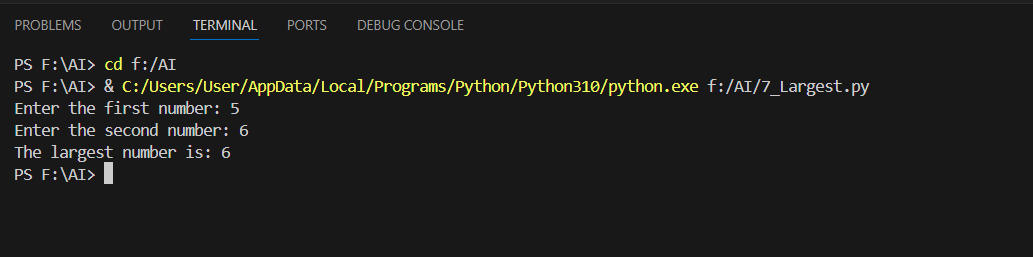 PROBLEMS OUTPUT TERMINAL PORTS DEBUG CONSOLE
PS F:\AI> cd f:/AI
PS F:\AI> & C:/Users/User/AppData/Local/Programs/Python/Python310/python.exe f:/AI/7_Largest.py
Enter the first number: 5
Enter the second number: 6
The largest number is: 6
PS F:\AI>